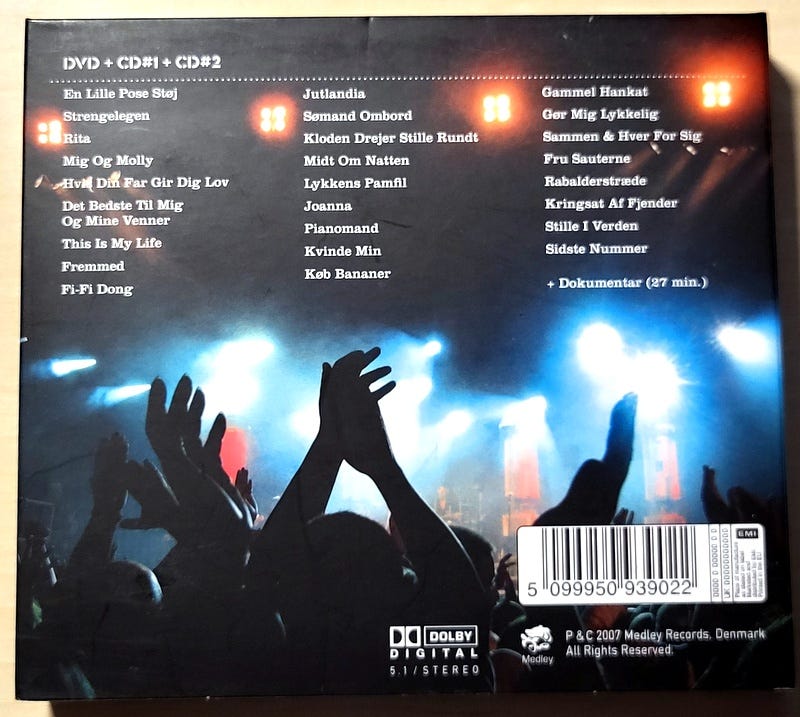 DVD + CD#1 + CD#2
En Lille Pose Støj
Strengelegen
Rita
Mig Og Molly
Hvis Din Far Gir Dig Lov
Det Bedste Til Mig
Og Mine Venner
This Is My Life
Fremmed
Fi-Fi Dong
Jutlandia
Sømand Ombord
Kloden Drejer Stille Rundt
Midt Om Natten
Lykkens Pamfil
Joanna
Pianomand
Kvinde Min
Køb Bananer
Gammel Hankat
Gør Mig Lykkelig
Sammen & Hver For Sig
Fru Sauterne
Rabalderstræde
Kringsat Af Fjender
Stille I Verden
Sidste Nummer
+ Dokumentar (27 min.)
5 099950 939022
EMI
DOLBY
DIGITAL
5.1/STEREO
Medley
P & C 2007 Medley Records. Denmark
All Rights Reserved.